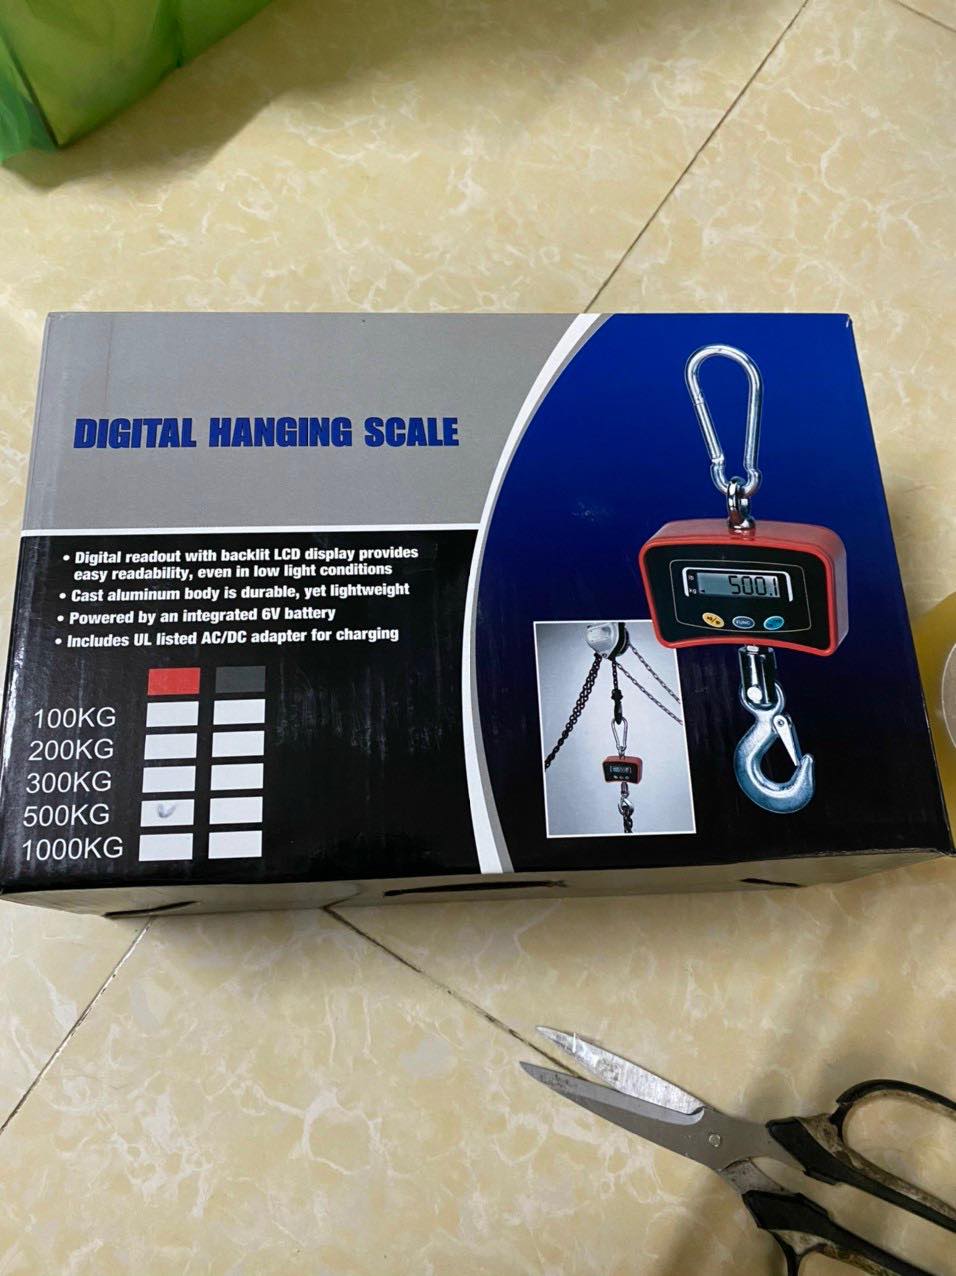 DIGITAL HANGING SCALE
• Digital readout with backlit LCD display provides
easy readability, even in low light conditions
• Cast aluminum body is durable, yet lightweight
• Powered by an integrated 6V battery
• Includes UL listed AC/DC adapter for charging
100KG
200KG
300KG
500KG
1000KG
500.1
kg
FUNC